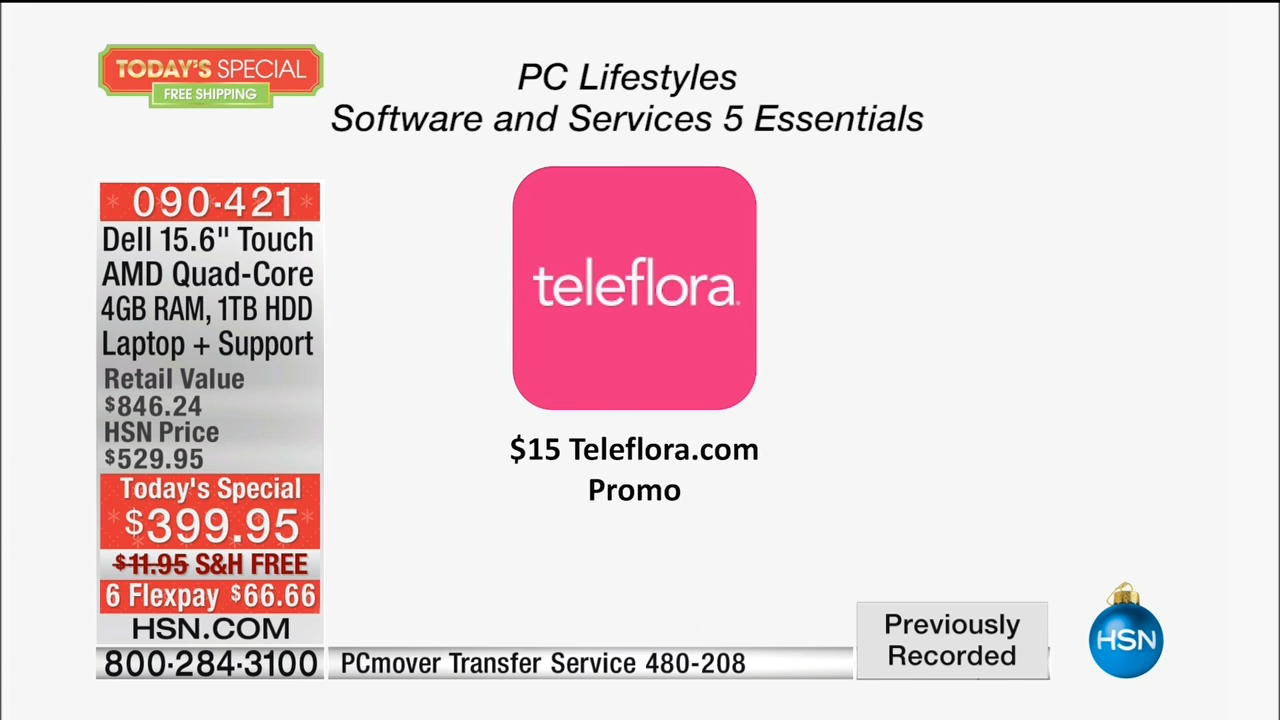 TODAY'S SPECIAL
FREE SHIPPING
PC Lifestyles
Software and Services 5 Essentials
090·421
Dell 15.6" Touch
AMD Quad-Core
4GB RAM, 1TB HDD
Laptop + Support
Retail Value
$846.24
HSN Price
$529.95
Today's Special
$399.95
$11.95 S&H FREE
6 Flexpay $66.66
HSN.COM
800·284·3100
teleflora.
$15 Teleflora.com
Promo
PCmover Transfer Service 480-208
Previously
Recorded
HSN